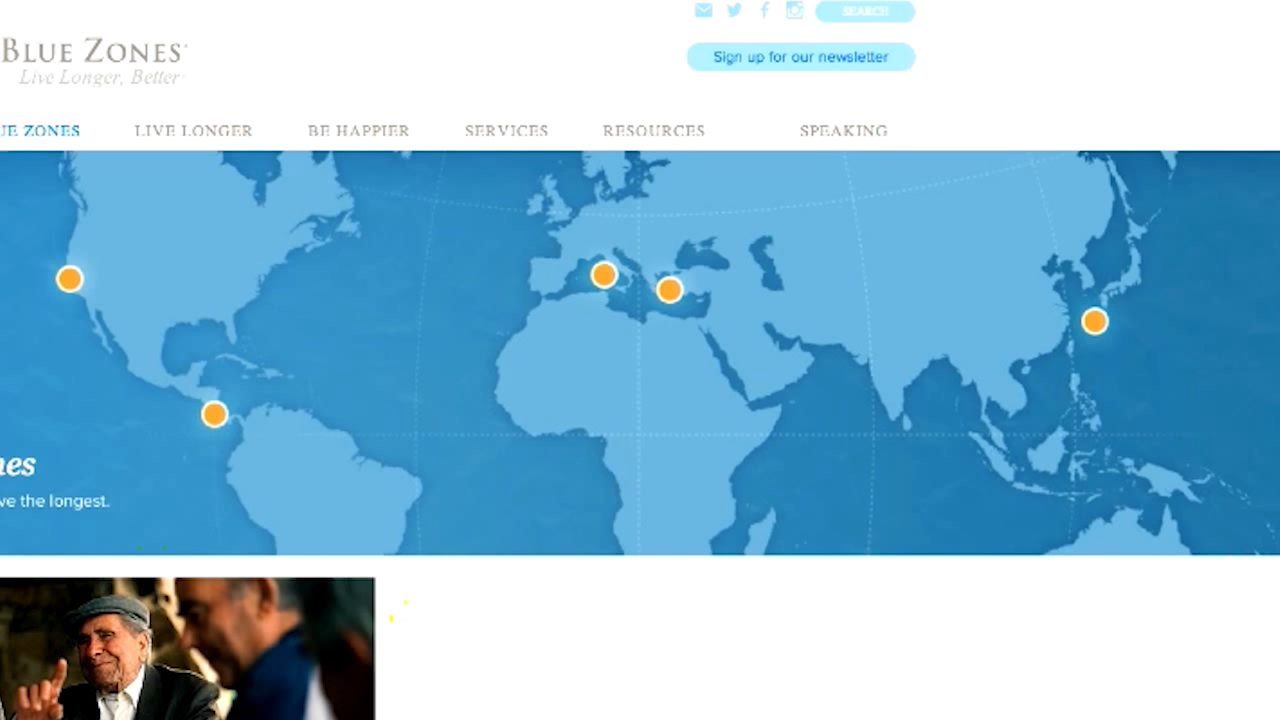 SEARCH
BLUE ZONES
Live Longer, Better
Sign up for our newsletter
UE ZONES LIVE LONGER BE HAPPIER SERVICES RESOURCES SPEAKING
nes
ve the longest.